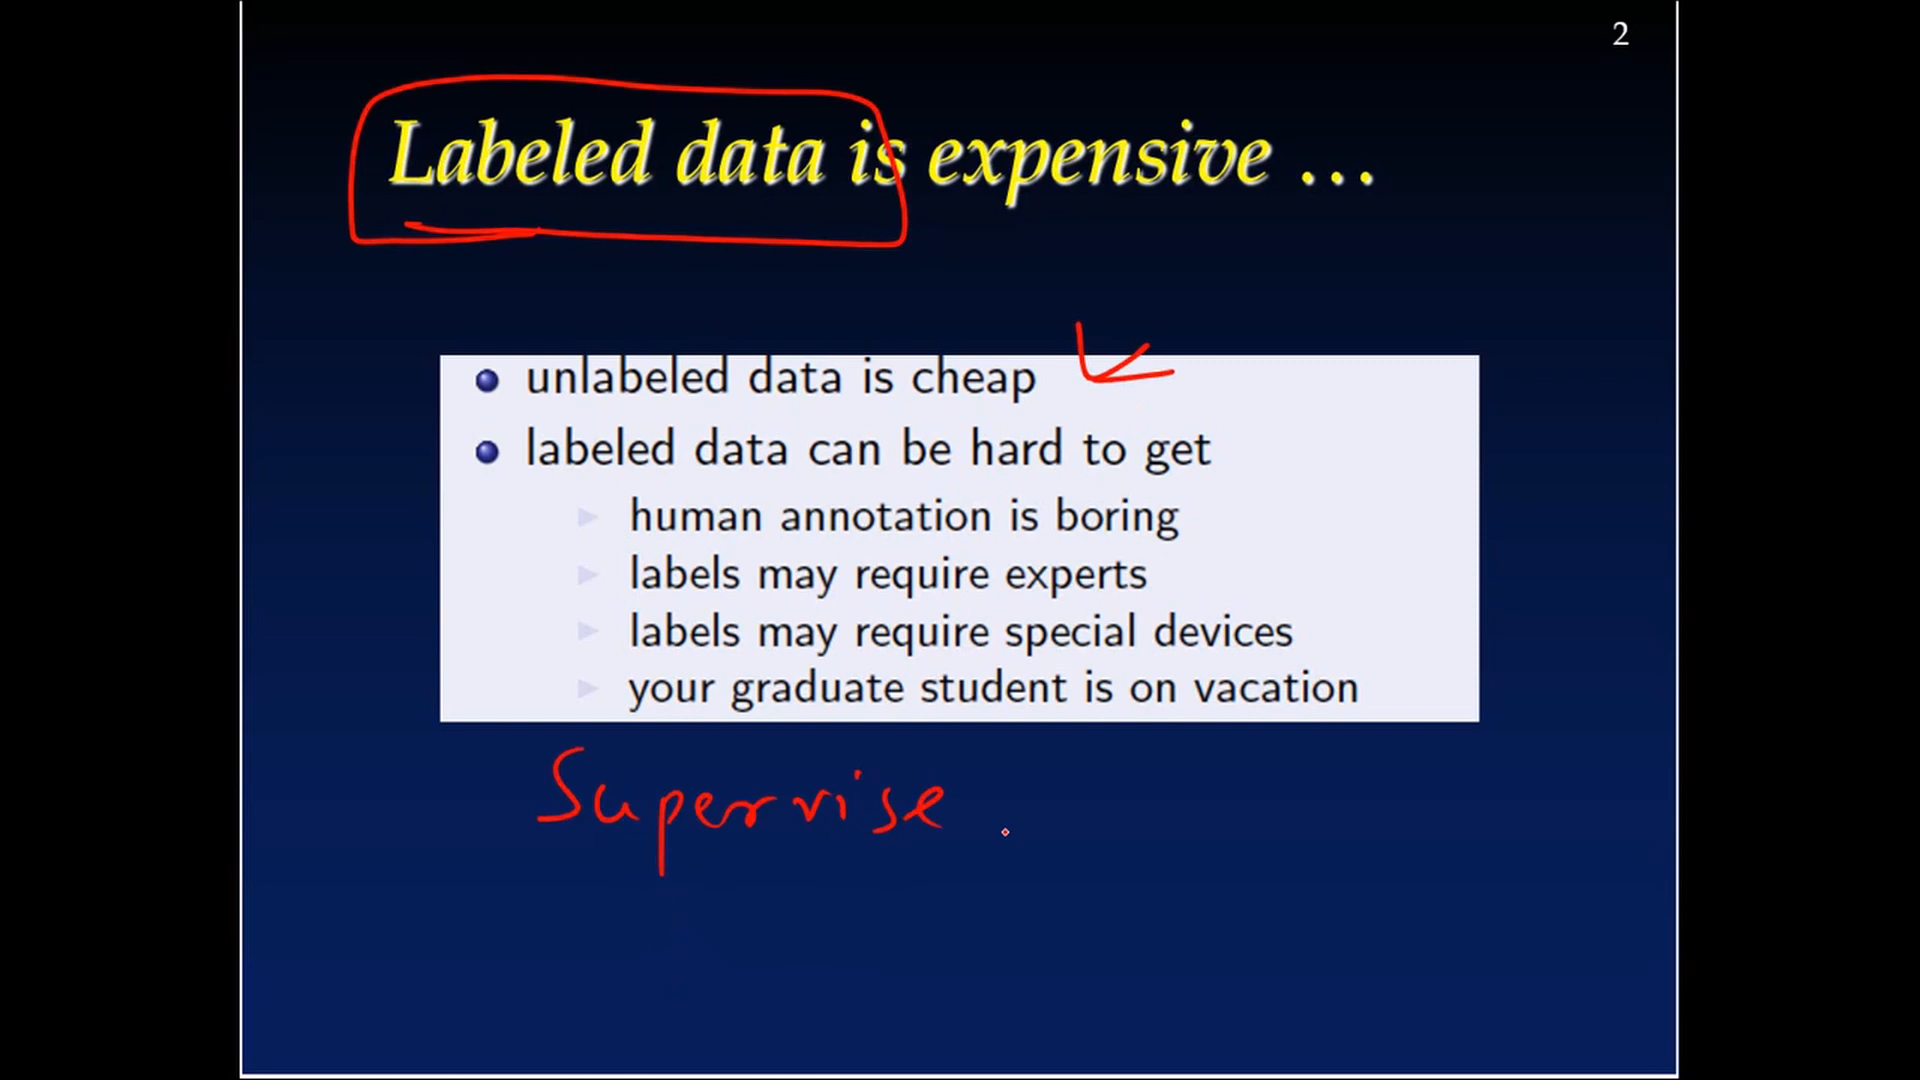 2
Labeled data is expensive ...
unlabeled data is cheap
labeled data can be hard to get
human annotation is boring
labels may require experts
labels may require special devices
your graduate student is on vacation
Supervise